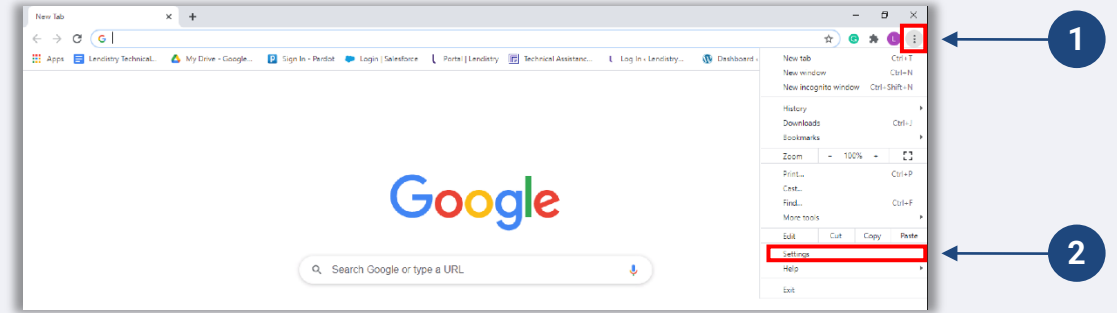 New Tab
1
G
L
Apps Lendistry Technical... My Drive - Google... Sign In - Pardot Login | Salesforce Portal | Lendistry Technical Assistanc... Log In ‹ Lendistry... Dashboard
New tab Ctrl+T
New window Ctrl+N
New incognito window Ctrl+Shift+N
History
Downloads Ctrl+J
Bookmarks
Zoom - 100% +
Print... Ctrl+P
Cast...
Find... Ctrl+F
More tools
Edit Cut Copy Paste
Settings
2
Help
Exit
Google
Search Google or type a URL